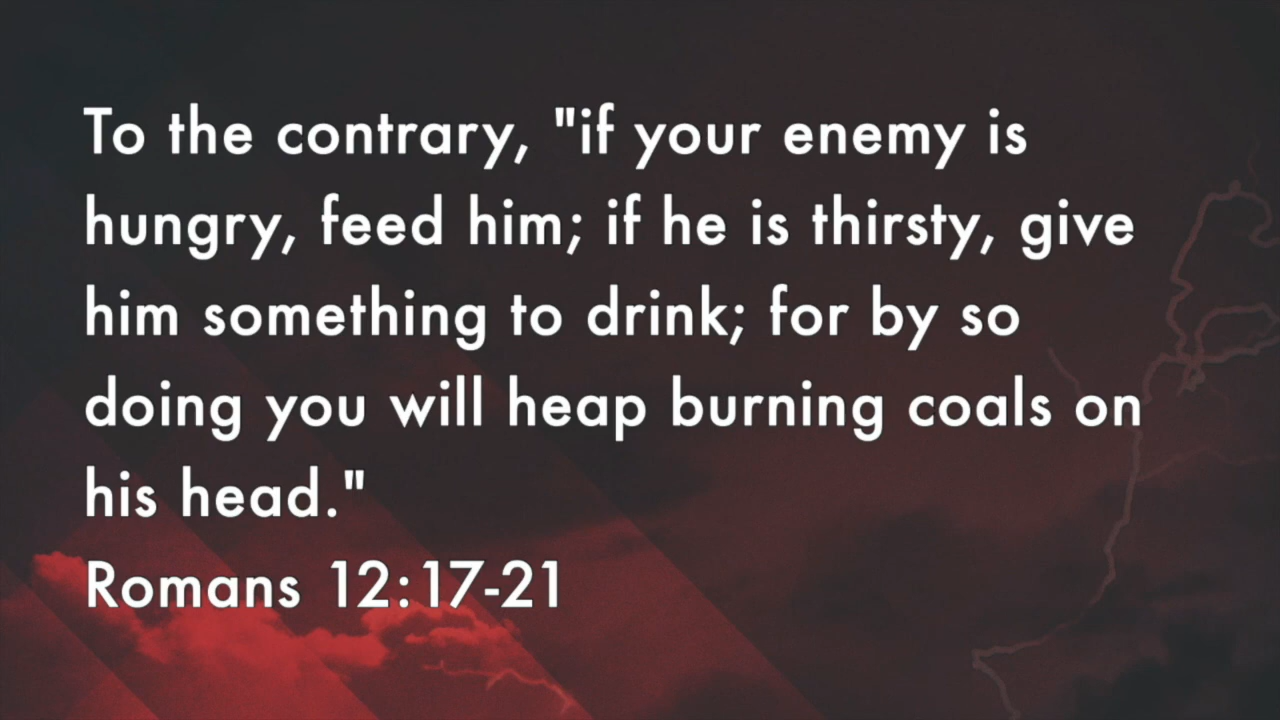 To the contrary, "if your enemy is
hungry, feed him; if he is thirsty, give
him something to drink; for by so
doing you will heap burning coals on
his head."
Romans 12:17-21